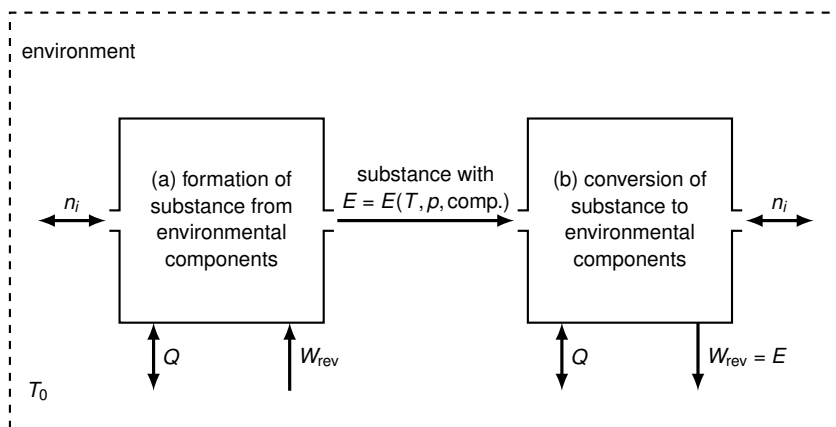 environment
(a) formation of
substance from
environmental
components
substance with
E = E(T, p, comp.)
(b) conversion of
substance to
environmental
components
n_i
n_i
Q
W_rev
Q
W_rev = E
T_0